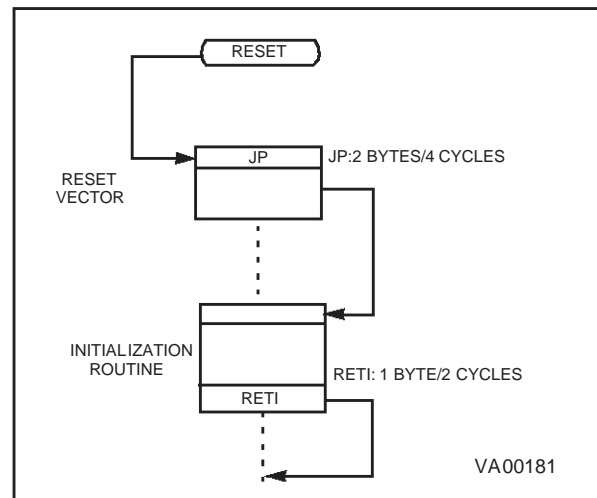 RESET
JP
JP:2 BYTES/4 CYCLES
RESET
VECTOR
INITIALIZATION
ROUTINE
RETI: 1 BYTE/2 CYCLES
RETI
VA00181